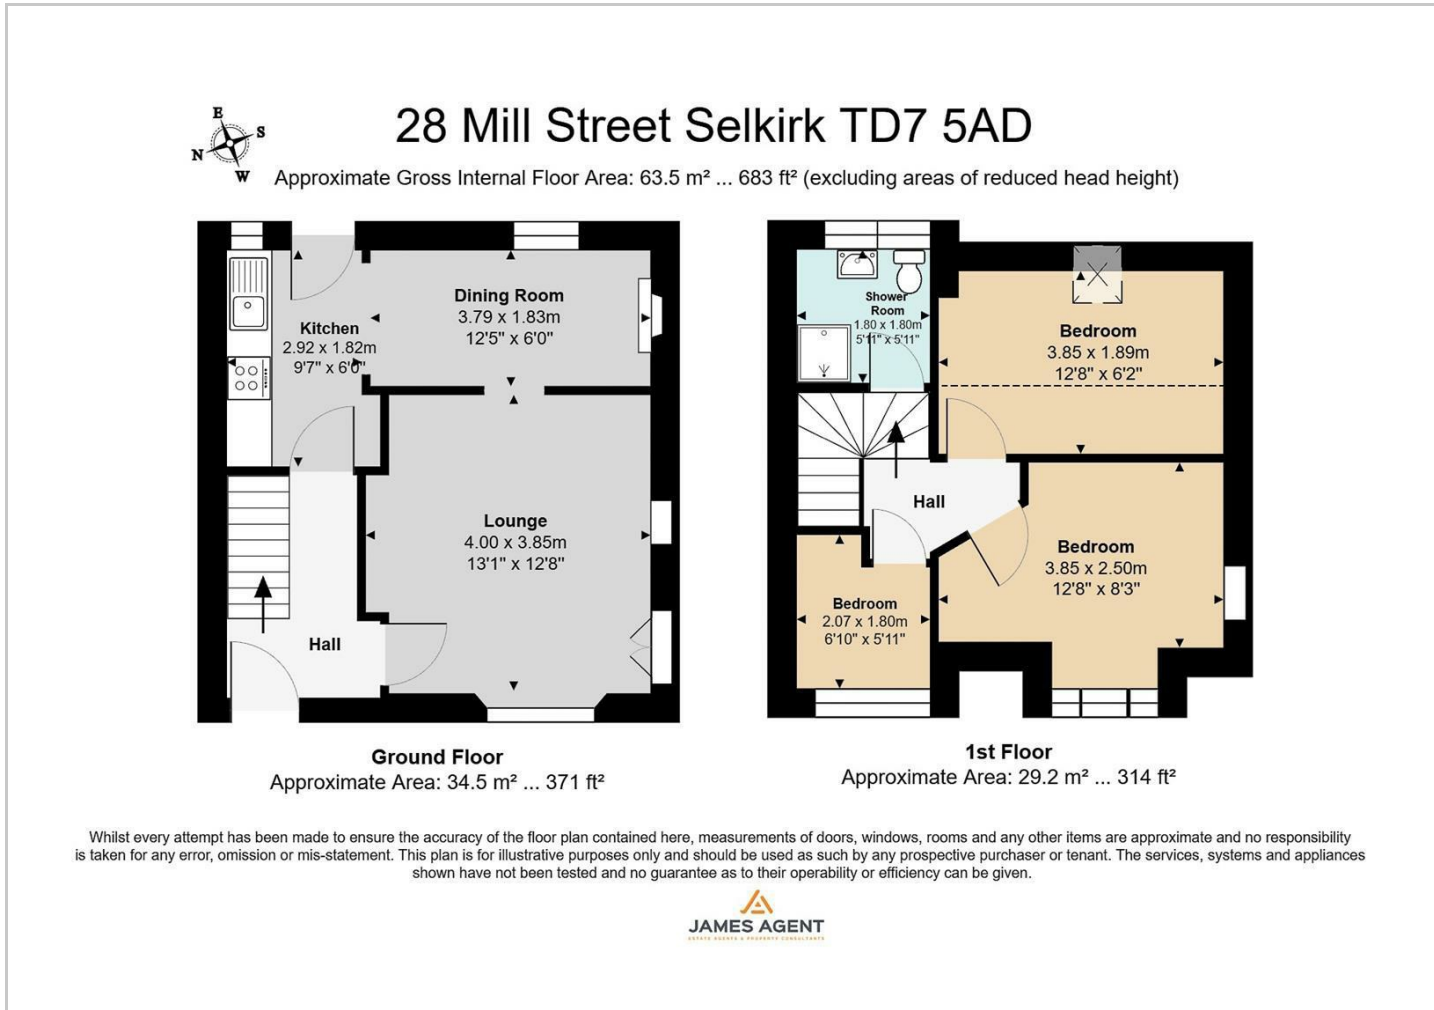 28 Mill Street Selkirk TD7 5AD
E
S
N
W
Approximate Gross Internal Floor Area: 63.5 m² ... 683 ft² (excluding areas of reduced head height)
Kitchen
2.92 x 1.82m
9'7" x 6'0"
Dining Room
3.79 x 1.83m
12'5" x 6'0"
Lounge
4.00 x 3.85m
13'1" x 12'8"
Hall
Ground Floor
Approximate Area: 34.5 m² ... 371 ft²
Shower
Room
1.80 x 1.80m
5'11" x 5'11"
Bedroom
3.85 x 1.89m
12'8" x 6'2"
Hall
Bedroom
3.85 x 2.50m
12'8" x 8'3"
Bedroom
2.07 x 1.80m
6'10" x 5'11"
1st Floor
Approximate Area: 29.2 m² ... 314 ft²
Whilst every attempt has been made to ensure the accuracy of the floor plan contained here, measurements of doors, windows, rooms and any other items are approximate and no responsibility
is taken for any error, omission or mis-statement. This plan is for illustrative purposes only and should be used as such by any prospective purchaser or tenant. The services, systems and appliances
shown have not been tested and no guarantee as to their operability or efficiency can be given.
JAMES AGENT
ESTATE AGENTS & PROPERTY CONSULTANTS